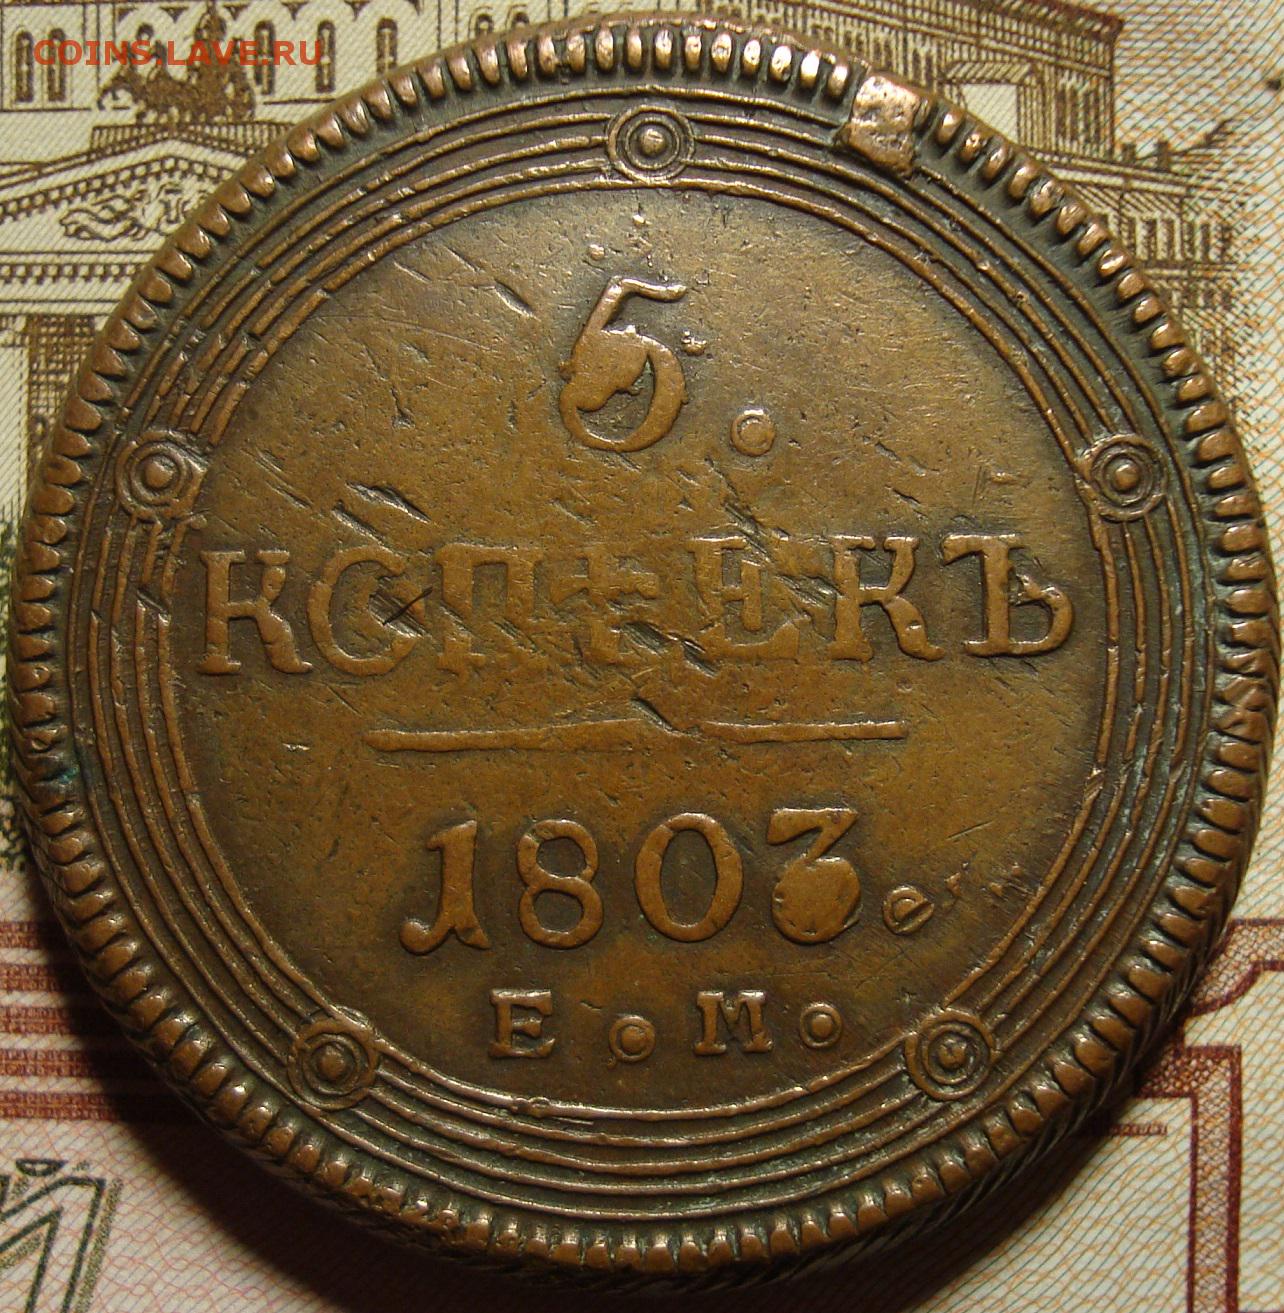 COINS.LAVE.RU
5.
КОПѢЕКЪ
1803.
Е.М.
Й